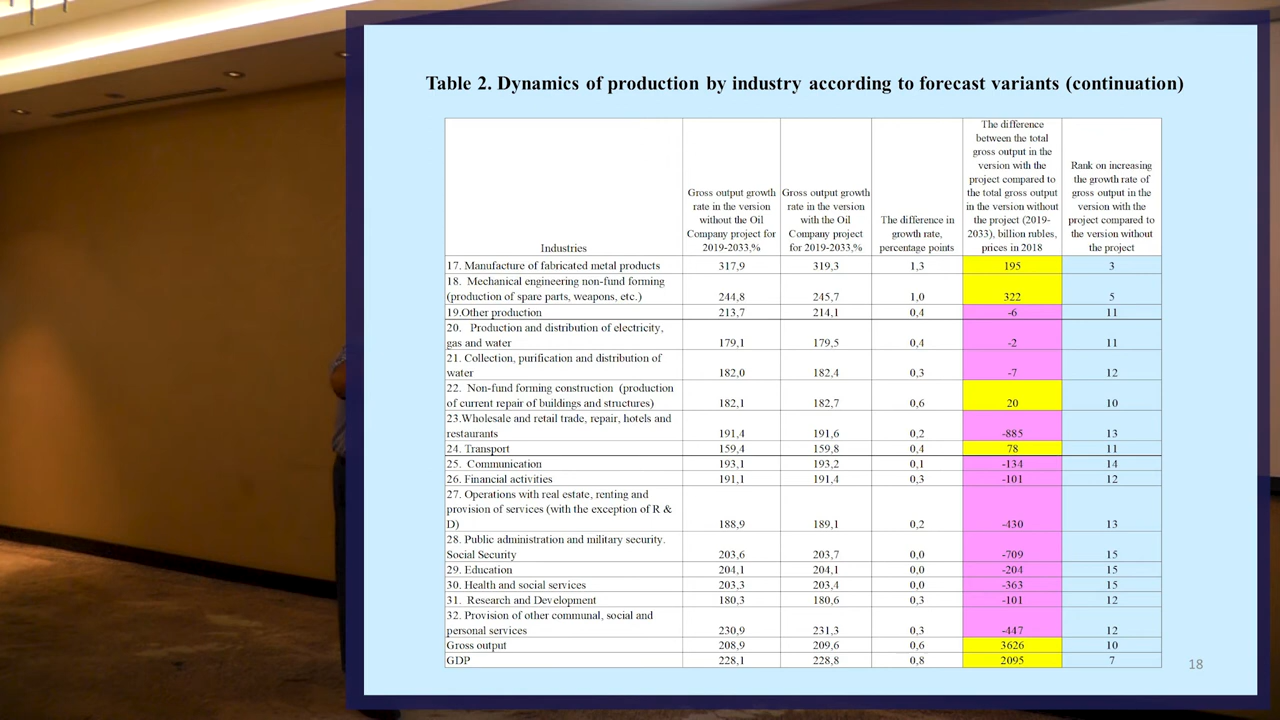 Table 2. Dynamics of production by industry according to forecast variants (continuation)
Industries
Gross output growth
rate in the version
without the Oil
Company project for
2019-2033,%
Gross output growth
rate in the version
with the Oil
Company project
for 2019-2033,%
The difference in
growth rate,
percentage points
The difference
between the total
gross output in the
version with the
project compared to
the total gross output
in the version without
the project (2019-
2033), billion rubles,
prices in 2018
Rank on increasing
the growth rate of
gross output in the
version with the
project compared to
the version without
the project
17. Manufacture of fabricated metal products 317,9 319,3 1,3 195 3
18. Mechanical engineering non-fund forming
(production of spare parts, weapons, etc.) 244,8 245,7 1,0 322 5
19.Other production 213,7 214,1 0,4 -6 11
20. Production and distribution of electricity,
gas and water 179,1 179,5 0,4 -2 11
21. Collection, purification and distribution of
water 182,0 182,4 0,3 -7 12
22. Non-fund forming construction (production
of current repair of buildings and structures) 182,1 182,7 0,6 20 10
23.Wholesale and retail trade, repair, hotels and
restaurants 191,4 191,6 0,2 -885 13
24. Transport 159,4 159,8 0,4 78 11
25. Communication 193,1 193,2 0,1 -134 14
26. Financial activities 191,1 191,4 0,3 -101 12
27. Operations with real estate, renting and
provision of services (with the exception of R &
D) 188,9 189,1 0,2 -430 13
28. Public administration and military security.
Social Security 203,6 203,7 0,0 -709 15
29. Education 204,1 204,1 0,0 -204 15
30. Health and social services 203,3 203,4 0,0 -363 15
31. Research and Development 180,3 180,6 0,3 -101 12
32. Provision of other communal, social and
personal services 230,9 231,3 0,3 -447 12
Gross output 208,9 209,6 0,6 3626 10
GDP 228,1 228,8 0,8 2095 7
18